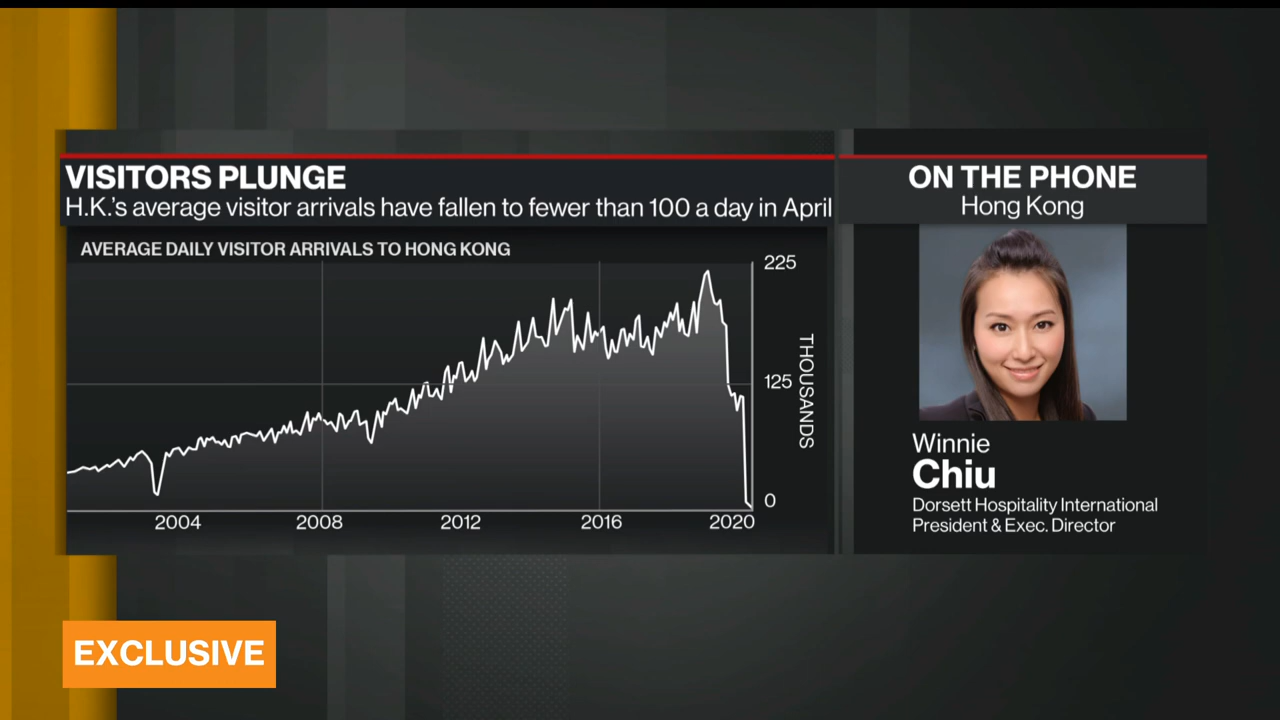 VISITORS PLUNGE
H.K.'s average visitor arrivals have fallen to fewer than 100 a day in April
AVERAGE DAILY VISITOR ARRIVALS TO HONG KONG
225
125
0
THOUSANDS
2004
2008
2012
2016
2020
ON THE PHONE
Hong Kong
Winnie
Chiu
Dorsett Hospitality International
President & Exec. Director
EXCLUSIVE